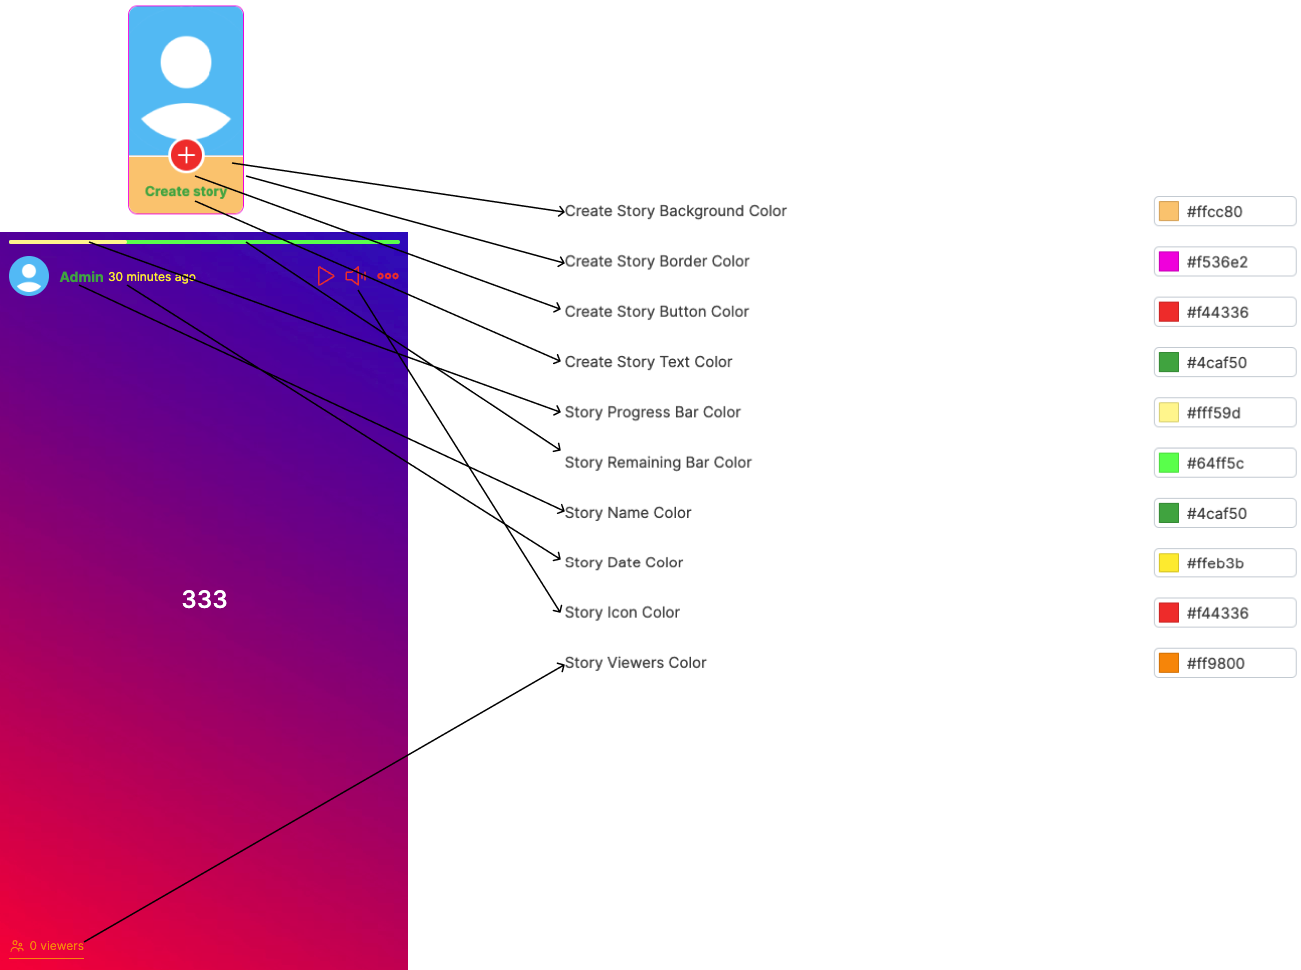 Create story
Admin 30 minutes ago
333
0 viewers
Create Story Background Color #ffcc80
Create Story Border Color #f536e2
Create Story Button Color #f44336
Create Story Text Color #4caf50
Story Progress Bar Color #fff59d
Story Remaining Bar Color #64ff5c
Story Name Color #4caf50
Story Date Color #ffeb3b
Story Icon Color #f44336
Story Viewers Color #ff9800